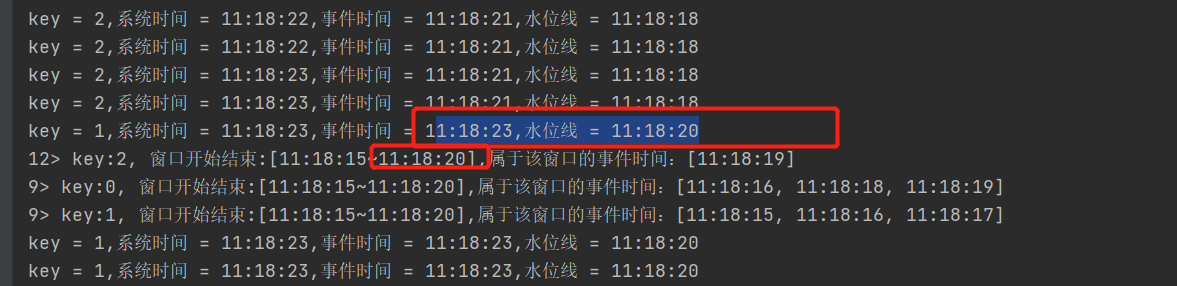 key = 2,系统时间 = 11:18:22,事件时间 = 11:18:21,水位线 = 11:18:18
key = 2,系统时间 = 11:18:22,事件时间 = 11:18:21,水位线 = 11:18:18
key = 2,系统时间 = 11:18:23,事件时间 = 11:18:21,水位线 = 11:18:18
key = 2,系统时间 = 11:18:23,事件时间 = 11:18:21,水位线 = 11:18:18
key = 1,系统时间 = 11:18:23,事件时间 = 11:18:23,水位线 = 11:18:20
12> key:2, 窗口开始结束:[11:18:15~11:18:20],属于该窗口的事件时间：[11:18:19]
9> key:0, 窗口开始结束:[11:18:15~11:18:20],属于该窗口的事件时间：[11:18:16, 11:18:18, 11:18:19]
9> key:1, 窗口开始结束:[11:18:15~11:18:20],属于该窗口的事件时间：[11:18:15, 11:18:16, 11:18:17]
key = 1,系统时间 = 11:18:23,事件时间 = 11:18:23,水位线 = 11:18:20
key = 1,系统时间 = 11:18:23,事件时间 = 11:18:23,水位线 = 11:18:20